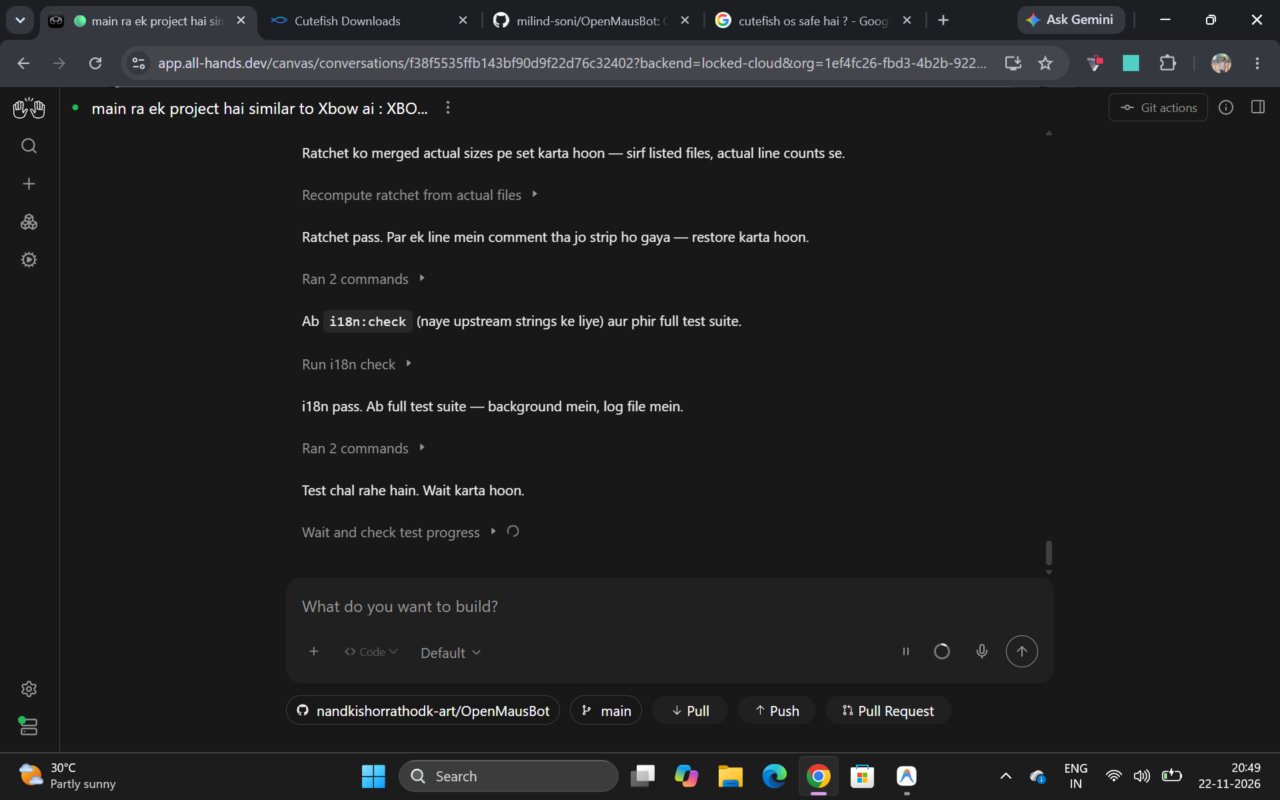 main ra ek project hai sin
Cutefish Downloads
milind-soni/OpenMausBot: 
cutefish os safe hai ? - Goog
Ask Gemini
app.all-hands.dev/canvas/conversations/f38f5535ffb143bf90d9f22d76c32402?backend=locked-cloud&org=1ef4fc26-fbd3-4b2b-922...
main ra ek project hai similar to Xbow ai : XBO...
Git actions
Ratchet ko merged actual sizes pe set karta hoon — sirf listed files, actual line counts se.
Recompute ratchet from actual files
Ratchet pass. Par ek line mein comment tha jo strip ho gaya — restore karta hoon.
Ran 2 commands
Ab i18n:check (naye upstream strings ke liye) aur phir full test suite.
Run i18n check
i18n pass. Ab full test suite — background mein, log file mein.
Ran 2 commands
Test chal rahe hain. Wait karta hoon.
Wait and check test progress
What do you want to build?
Code
Default
nandkishorrathodk-art/OpenMausBot
main
Pull
Push
Pull Request
30°C
Partly sunny
Search
ENG
IN
20:49
22-11-2026